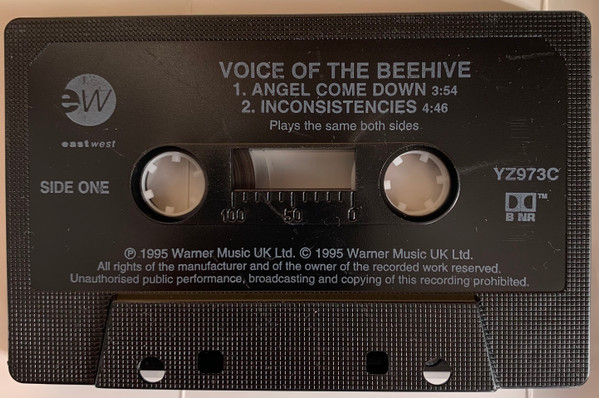 VOICE OF THE BEEHIVE
1. ANGEL COME DOWN 3:54
2. INCONSISTENCIES 4:46
Plays the same both sides
ew
eastwest
SIDE ONE
YZ973C
100 50 0
TM
B NR
℗ 1995 Warner Music UK Ltd. © 1995 Warner Music UK Ltd.
All rights of the manufacturer and of the owner of the recorded work reserved.
Unauthorised public performance, broadcasting and copying of this recording prohibited.